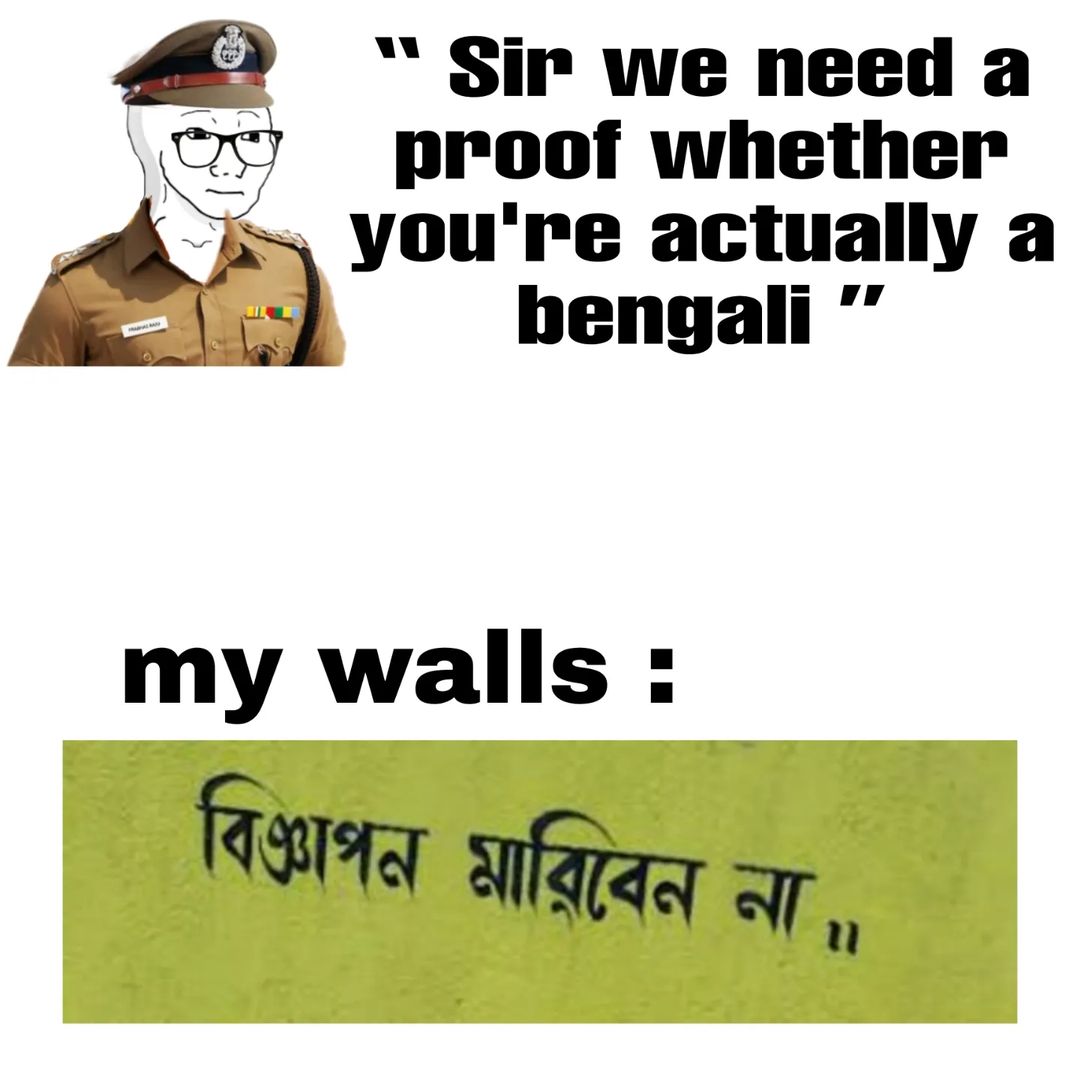 “ Sir we need a
proof whether
you're actually a
bengali ”
my walls :
বিজ্ঞাপন মারিবেন না ॥